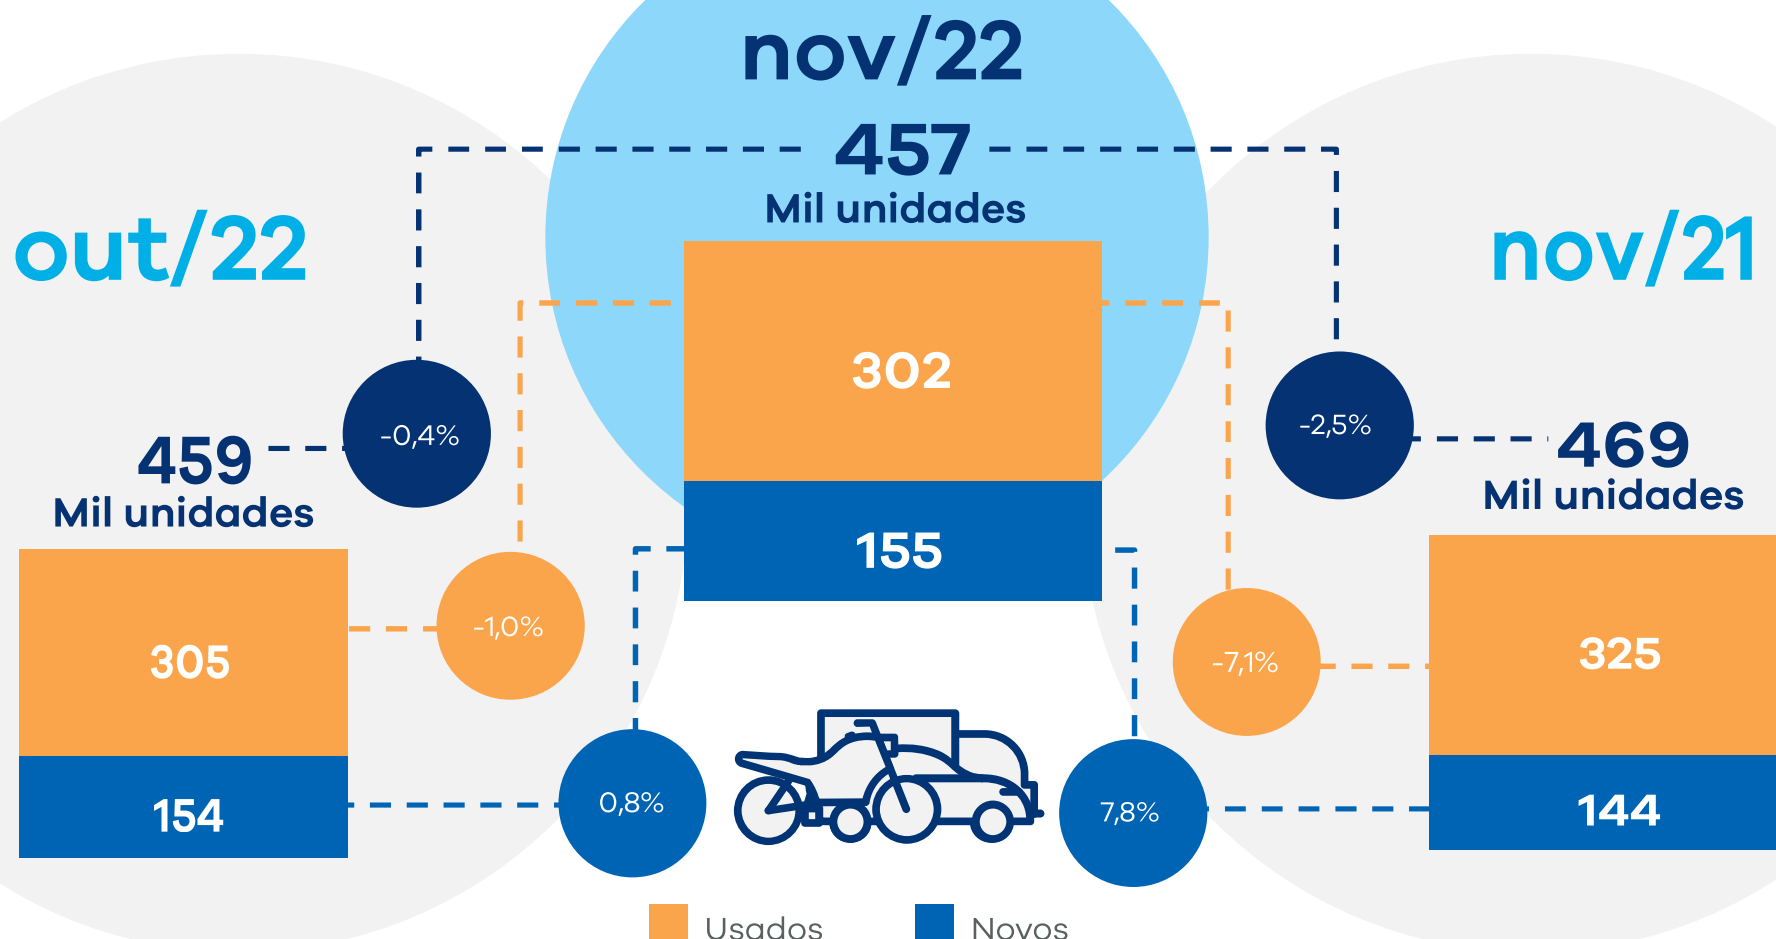 nov/22
457
Mil unidades
out/22
nov/21
302
-0,4%
-2,5%
459
Mil unidades
469
Mil unidades
155
-1,0%
-7,1%
305
325
0,8%
7,8%
154
144
Usados
Novos